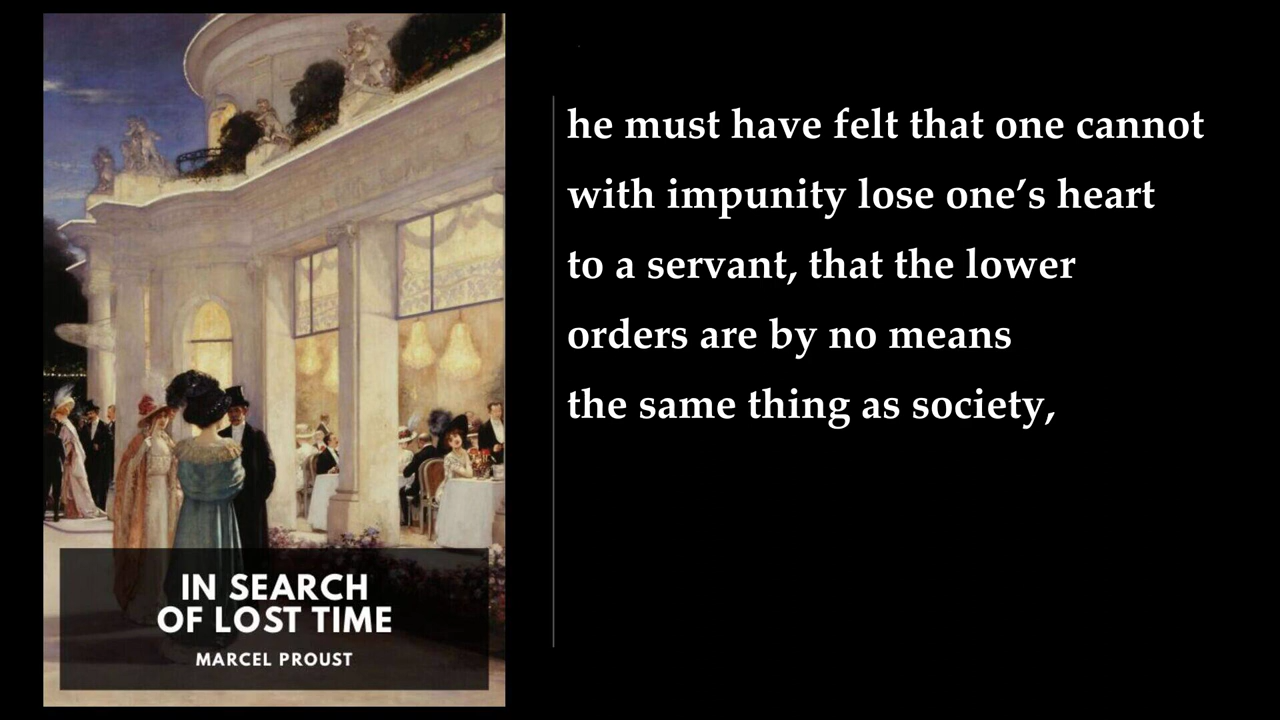 he must have felt that one cannot
with impunity lose one’s heart
to a servant, that the lower
orders are by no means
the same thing as society,
IN SEARCH
OF LOST TIME
MARCEL PROUST